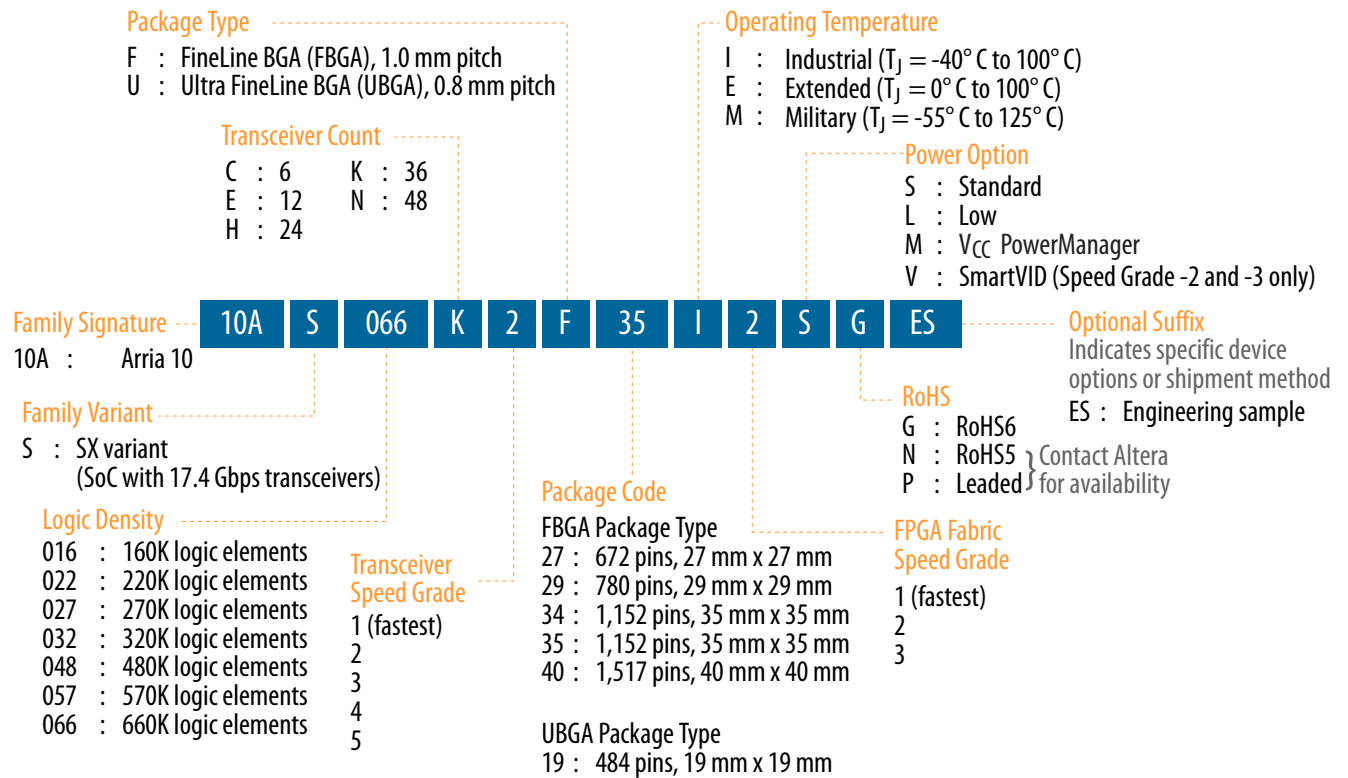 Package Type
F : FineLine BGA (FBGA), 1.0 mm pitch
U : Ultra FineLine BGA (UBGA), 0.8 mm pitch
Operating Temperature
I : Industrial (TJ = -40° C to 100° C)
E : Extended (TJ = 0° C to 100° C)
M : Military (TJ = -55° C to 125° C)
Transceiver Count
C : 6 K : 36
E : 12 N : 48
H : 24
Power Option
S : Standard
L : Low
M : VCC PowerManager
V : SmartVID (Speed Grade -2 and -3 only)
Family Signature
10A : Arria 10
10A S 066 K 2 F 35 I 2 S G ES
Optional Suffix
Indicates specific device
options or shipment method
ES : Engineering sample
Family Variant
S : SX variant
(SoC with 17.4 Gbps transceivers)
RoHS
G : RoHS6
N : RoHS5
P : Leaded
} Contact Altera
for availability
Logic Density
016 : 160K logic elements
022 : 220K logic elements
027 : 270K logic elements
032 : 320K logic elements
048 : 480K logic elements
057 : 570K logic elements
066 : 660K logic elements
Transceiver
Speed Grade
1 (fastest)
2
3
4
5
Package Code
FBGA Package Type
27 : 672 pins, 27 mm x 27 mm
29 : 780 pins, 29 mm x 29 mm
34 : 1,152 pins, 35 mm x 35 mm
35 : 1,152 pins, 35 mm x 35 mm
40 : 1,517 pins, 40 mm x 40 mm
UBGA Package Type
19 : 484 pins, 19 mm x 19 mm
FPGA Fabric
Speed Grade
1 (fastest)
2
3